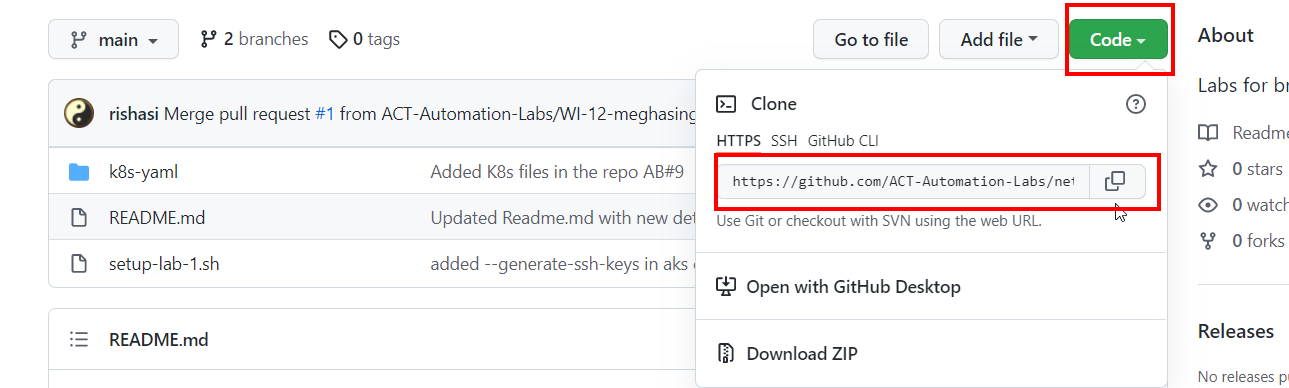 main
2 branches
0 tags
Go to file
Add file
Code
About
rishasi Merge pull request #1 from ACT-Automation-Labs/WI-12-meghasing
Clone
Labs for
HTTPS SSH GitHub CLI
k8s-yaml Added K8s files in the repo AB#9
https://github.com/ACT-Automation-Labs/net
README.md Updated Readme.md with new
Use Git or checkout with SVN using the web URL.
setup-lab-1.sh added --generate-ssh-keys in aks
Open with GitHub Desktop
README.md
Download ZIP
Readme
0 stars
0 watch
0 forks
Releases
No releases